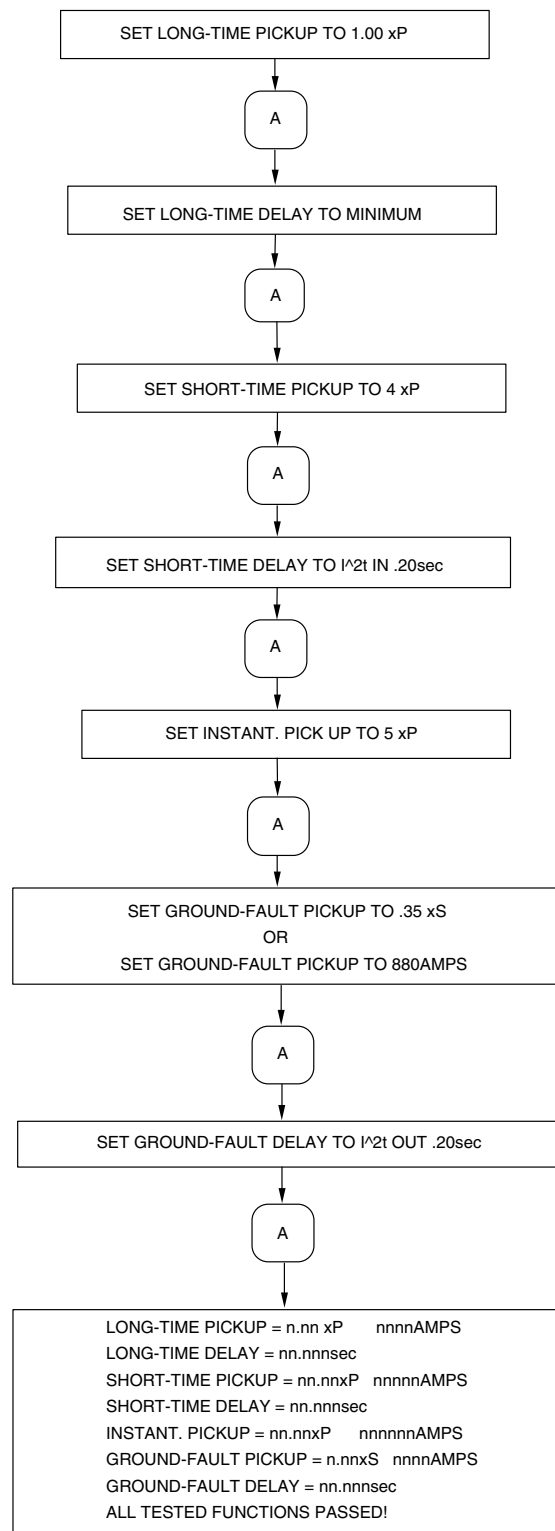 SET LONG-TIME PICKUP TO 1.00 xP
A
SET LONG-TIME DELAY TO MINIMUM
A
SET SHORT-TIME PICKUP TO 4 xP
A
SET SHORT-TIME DELAY TO I^2t IN .20sec
A
SET INSTANT. PICK UP TO 5 xP
A
SET GROUND-FAULT PICKUP TO .35 xS
OR
SET GROUND-FAULT PICKUP TO 880AMPS
A
SET GROUND-FAULT DELAY TO I^2t OUT .20sec
A
LONG-TIME PICKUP = n.nn xP nnnnAMPS
LONG-TIME DELAY = nn.nnnsec
SHORT-TIME PICKUP = nn.nnxP nnnnnAMPS
SHORT-TIME DELAY = nn.nnnsec
INSTANT. PICKUP = nn.nnxP nnnnnnAMPS
GROUND-FAULT PICKUP = n.nnxS nnnnAMPS
GROUND-FAULT DELAY = nn.nnnsec
ALL TESTED FUNCTIONS PASSED!